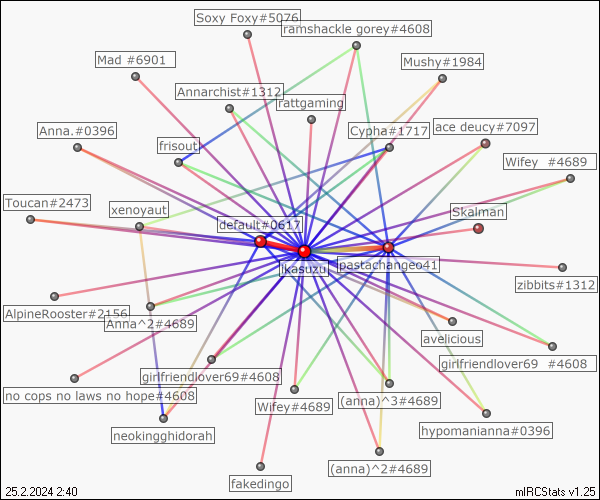 Soxy Foxy#5076
ramshackle gorey#4608
Mad #6901
Mushy#1984
Annarchist#1312
rattgaming
Anna.#0396
frisout
Cypha#1717
ace deucy#7097
Wifey #4689
Toucan#2473
xenoyaut
default#0617
Skalman
lkasuzu
pastachangeo41
zibbits#1312
AlpineRooster#2156
Anna^2#4689
avelicious
girlfriendlover69 #4608
girlfriendlover69#4608
no cops no laws no hope#4608
Wifey#4689
(anna)^3#4689
neokingghidorah
hypomanianna#0396
(anna)^2#4689
fakedingo
25.2.2024 2:40
mIRCStats v1.25